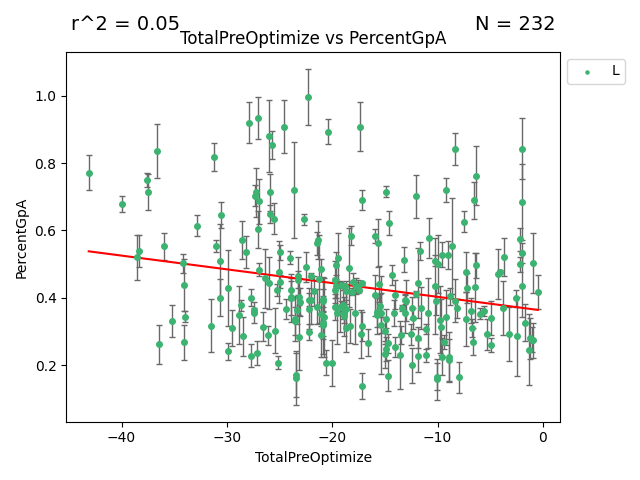 r^2 = 0.05
N = 232
TotalPreOptimize vs PercentGpA
L
1.0
0.8
0.6
0.4
0.2
PercentGpA
−40
−30
−20
−10
0
TotalPreOptimize